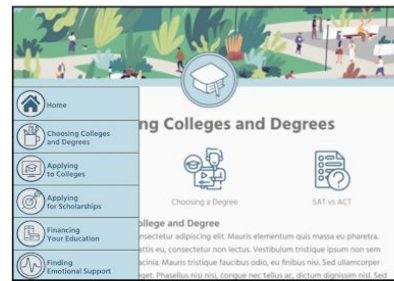 Home
Choosing Colleges
and Degrees
Applying
to Colleges
Applying
for Scholarships
Financing
Your Education
Finding
Emotional Support
ng Colleges and Degrees
Choosing a Degree
SAT vs ACT
ollege and Degree
nsectetur adipiscing elit. Mauris elementum quis massa eu pharetra.
attis eu, consectetur non lectus. Vestibulum tristique ipsum non sem
acinia. Mauris tristique faucibus odio, eu finibus nisi. Sed ullamcorper
eget. Phasellus nisi nisi, congue nec tellus ac, dictum dignissim nisl. Sed